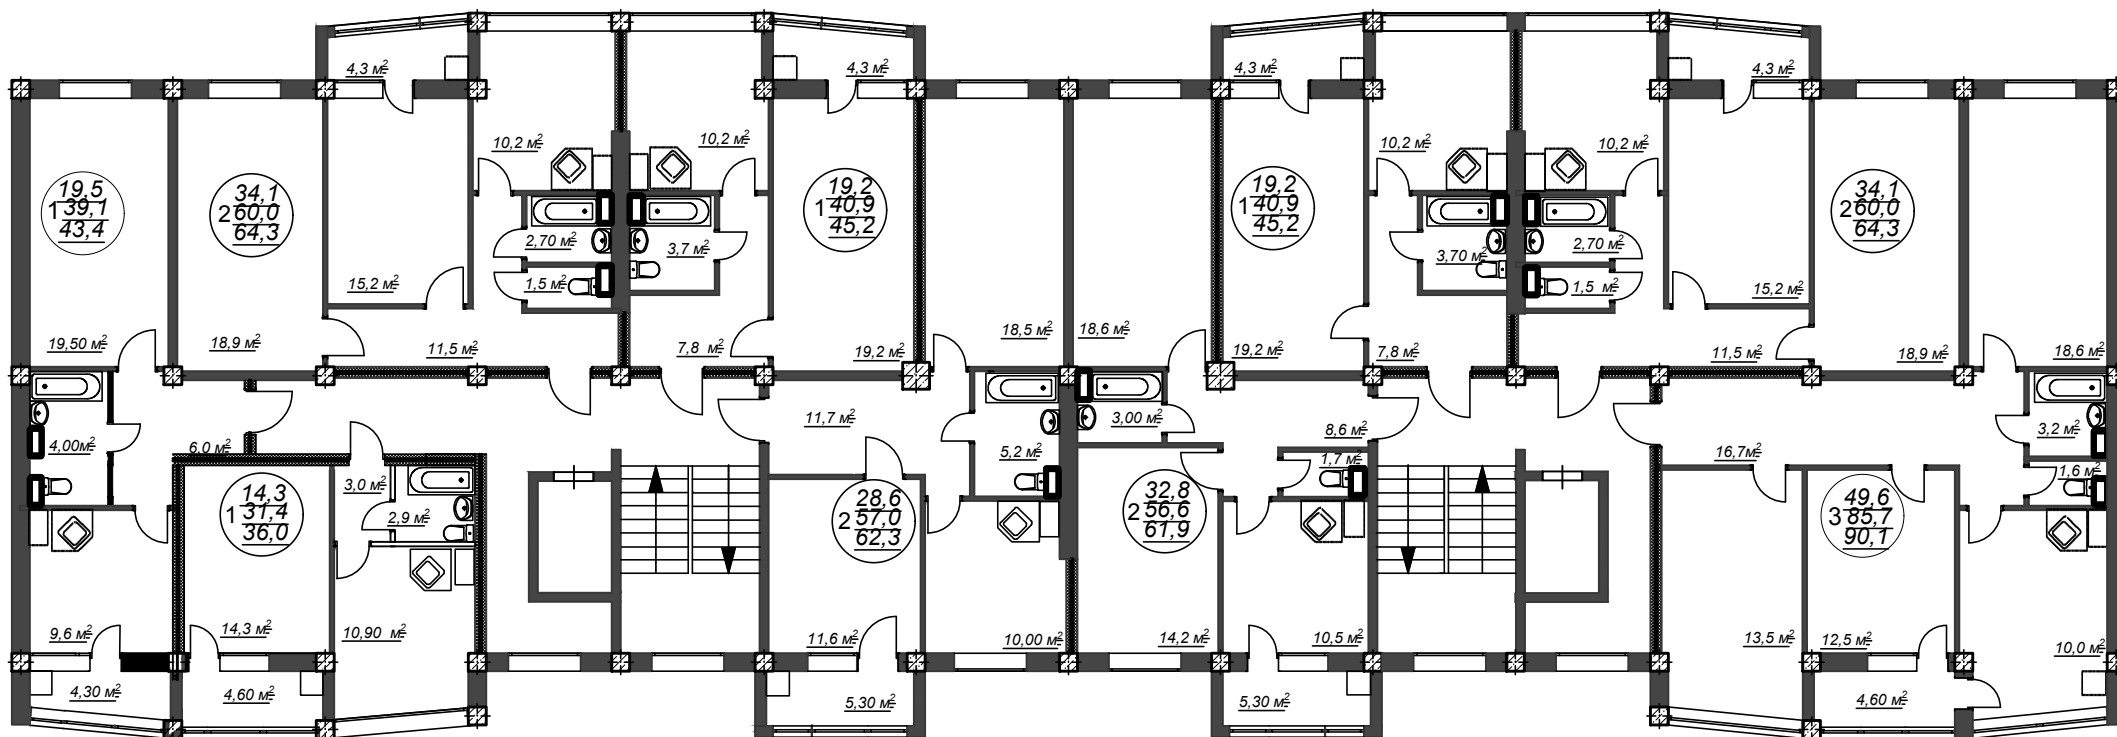 4,3 м²
4,3 м²
4,3 м²
4,3 м²
10,2 м²
10,2 м²
10,2 м²
10,2 м²
19,5
1 39,1
43,4
34,1
2 60,0
64,3
19,2
1 40,9
45,2
19,2
1 40,9
45,2
34,1
2 60,0
64,3
2,70 м²
3,7 м²
3,70 м²
2,70 м²
15,2 м²
1,5 м²
1,5 м²
15,2 м²
19,50 м²
18,9 м²
11,5 м²
7,8 м²
19,2 м²
18,5 м²
18,6 м²
19,2 м²
7,8 м²
11,5 м²
18,9 м²
18,6 м²
4,00м²
6.0 м²
11,7 м²
5,2 м²
3,00 м²
8,6 м²
1,7 м²
16,7м²
3,2 м²
1,6 м²
14,3
1 31,4
36,0
3,0 м²
2,9 м²
28,6
2 57,0
62,3
32,8
2 56,6
61,9
49,6
3 85,7
90,1
9,6 м²
14,3 м²
10,90 м²
11,6 м²
10,00 м²
14,2 м²
10,5 м²
13,5 м²
12,5 м²
10,0 м²
4,30 м²
4,60 м²
5,30 м²
5,30 м²
4,60 м²